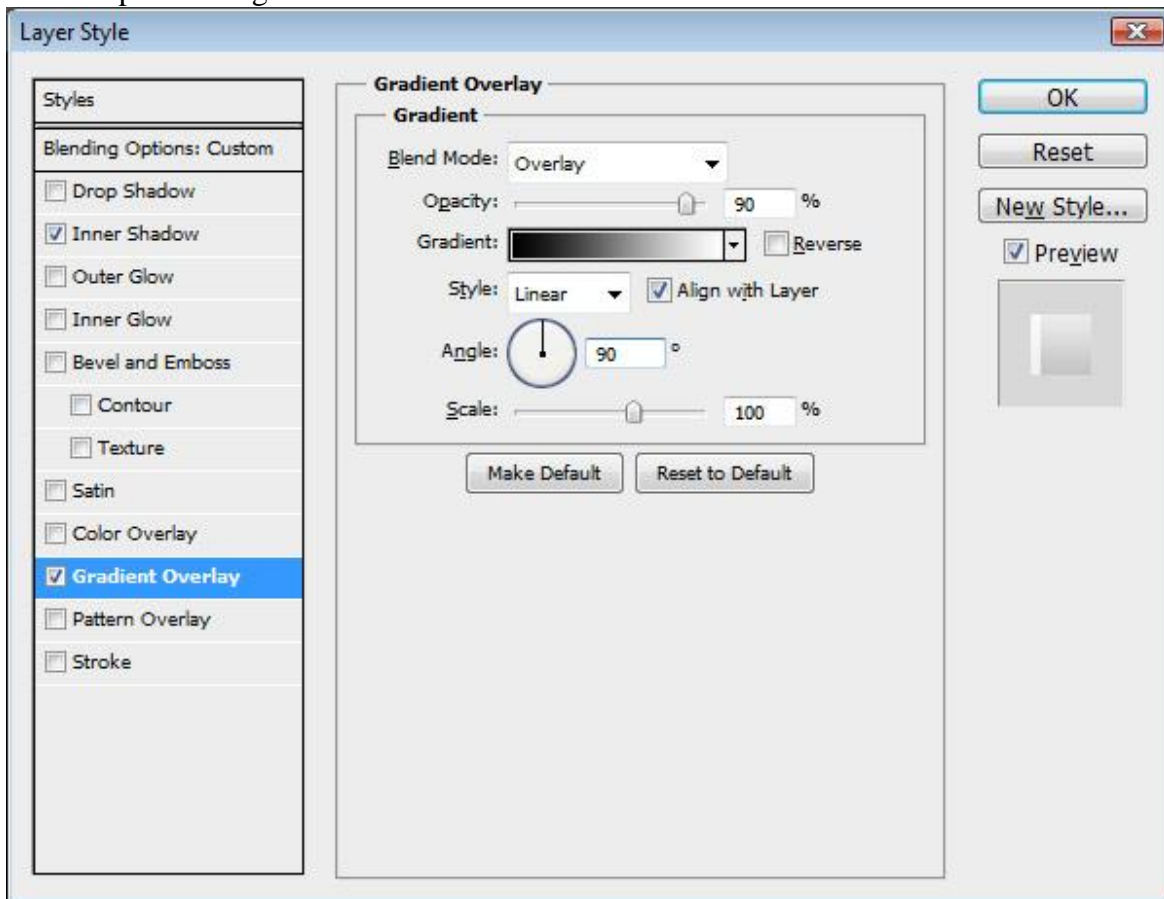 Layer Style
Styles
Blending Options: Custom
Drop Shadow
Inner Shadow
Outer Glow
Inner Glow
Bevel and Emboss
Contour
Texture
Satin
Color Overlay
Gradient Overlay
Pattern Overlay
Stroke
Gradient Overlay
Gradient
Blend Mode: Overlay
Opacity: 90 %
Gradient: Reverse
Style: Linear Align with Layer
Angle: 90 °
Scale: 100 %
Make Default Reset to Default
OK
Reset
New Style...
Preview